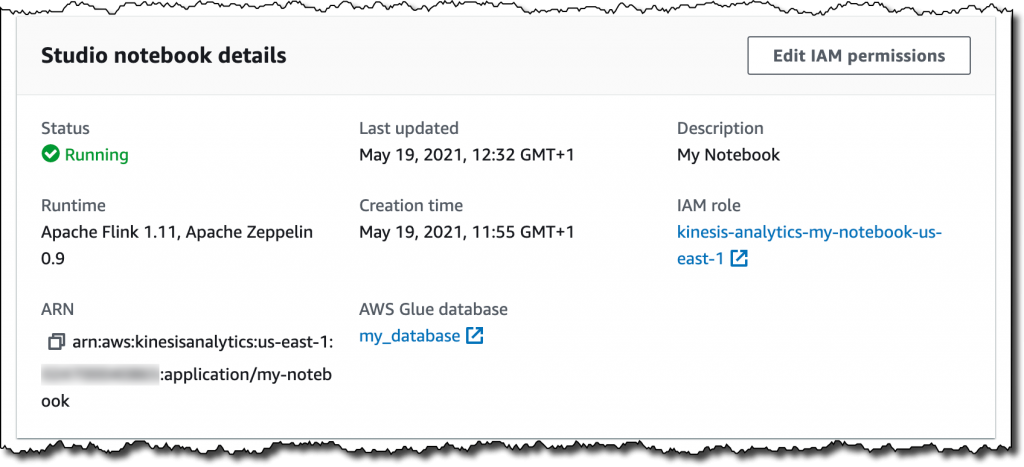 Studio notebook details
Edit IAM permissions
Status
Running
Last updated
May 19, 2021, 12:32 GMT+1
Description
My Notebook
Runtime
Apache Flink 1.11, Apache Zeppelin
0.9
Creation time
May 19, 2021, 11:55 GMT+1
IAM role
kinesis-analytics-my-notebook-us-
east-1
ARN
arn:aws:kinesisanalytics:us-east-1:
:application/my-noteb
ook
AWS Glue database
my_database